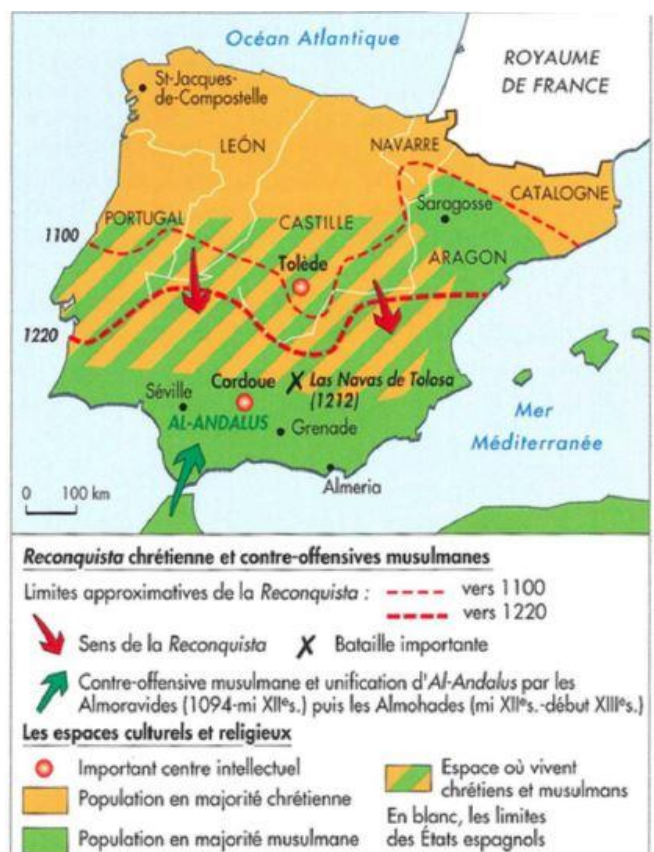 Océan Atlantique
ROYAUME
DE FRANCE
St-Jacques-
de-Compostelle
LEÓN
NAVARRE
CATALOGNE
Saragosse
PORTUGAL
CASTILLE
1100
ARAGON
Tolède
1220
Cordoue
Las Navas de Tolosa
(1212)
Séville
AL-ANDALUS
Grenade
Mer
Méditerranée
Almeria
0 100 km
Reconquista chrétienne et contre-offensives musulmanes
Limites approximatives de la Reconquista : vers 1100
vers 1220
Sens de la Reconquista
Bataille importante
Contre-offensive musulmane et unification d'Al-Andalus par les
Almoravides (1094-mi XIIᵉs.) puis les Almohades (mi XIIᵉs.-début XIIIᵉs.)
Les espaces culturels et religieux
Important centre intellectuel
Population en majorité chrétienne
Population en majorité musulmane
Espace où vivent
chrétiens et musulmans
En blanc, les limites
des États espagnols